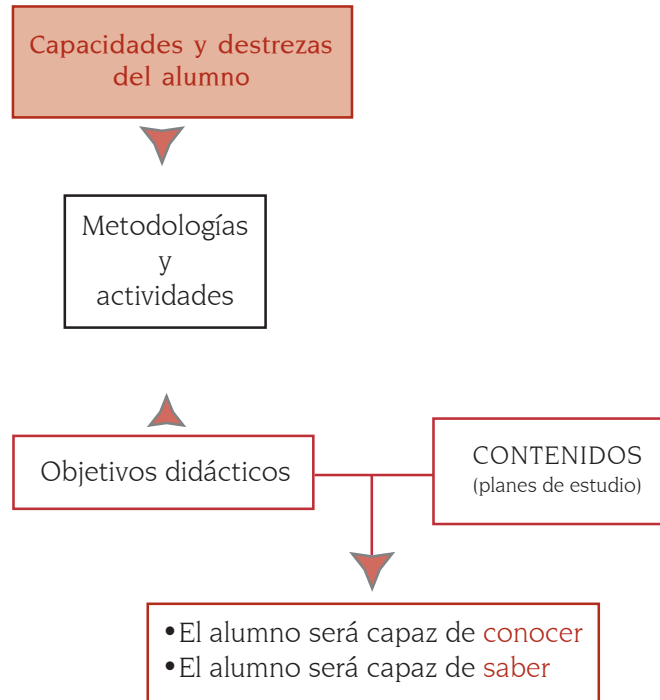 Capacidades y destrezas
del alumno
Metodologías
y
actividades
Objetivos didácticos
CONTENIDOS
(planes de estudio)
•El alumno será capaz de conocer
•El alumno será capaz de saber